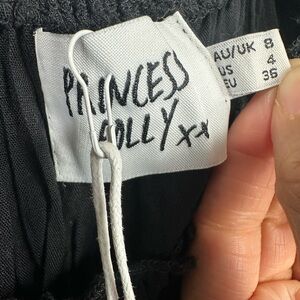 PRINCESS
POLLY xx
AU/UK 8
US 4
EU 36